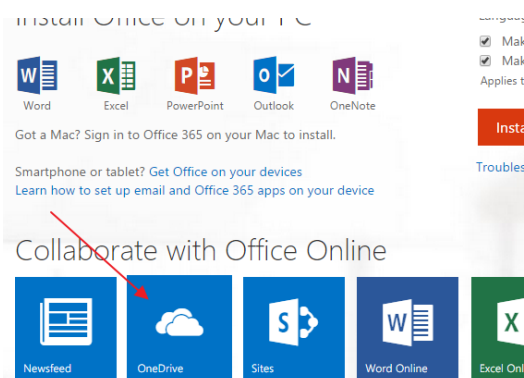 Install Office on your PC
Word Excel PowerPoint Outlook OneNote
Got a Mac? Sign in to Office 365 on your Mac to install.
Smartphone or tablet? Get Office on your devices
Learn how to set up email and Office 365 apps on your device
Mak
Mak
Applies t
Insta
Troubles
Collaborate with Office Online
Newsfeed OneDrive Sites Word Online Excel Onl